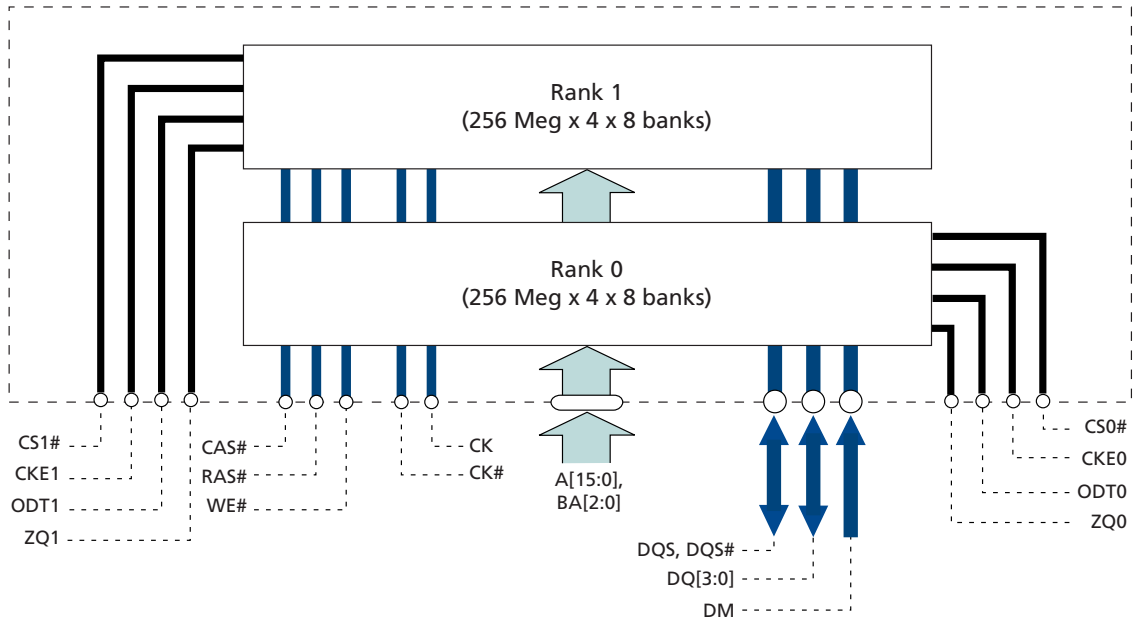 Rank 1
(256 Meg x 4 x 8 banks)
Rank 0
(256 Meg x 4 x 8 banks)
CS1#
CKE1
ODT1
ZQ1
CAS#
RAS#
WE#
CK
CK#
A[15:0],
BA[2:0]
DQS, DQS#
DQ[3:0]
DM
CS0#
CKE0
ODT0
ZQ0